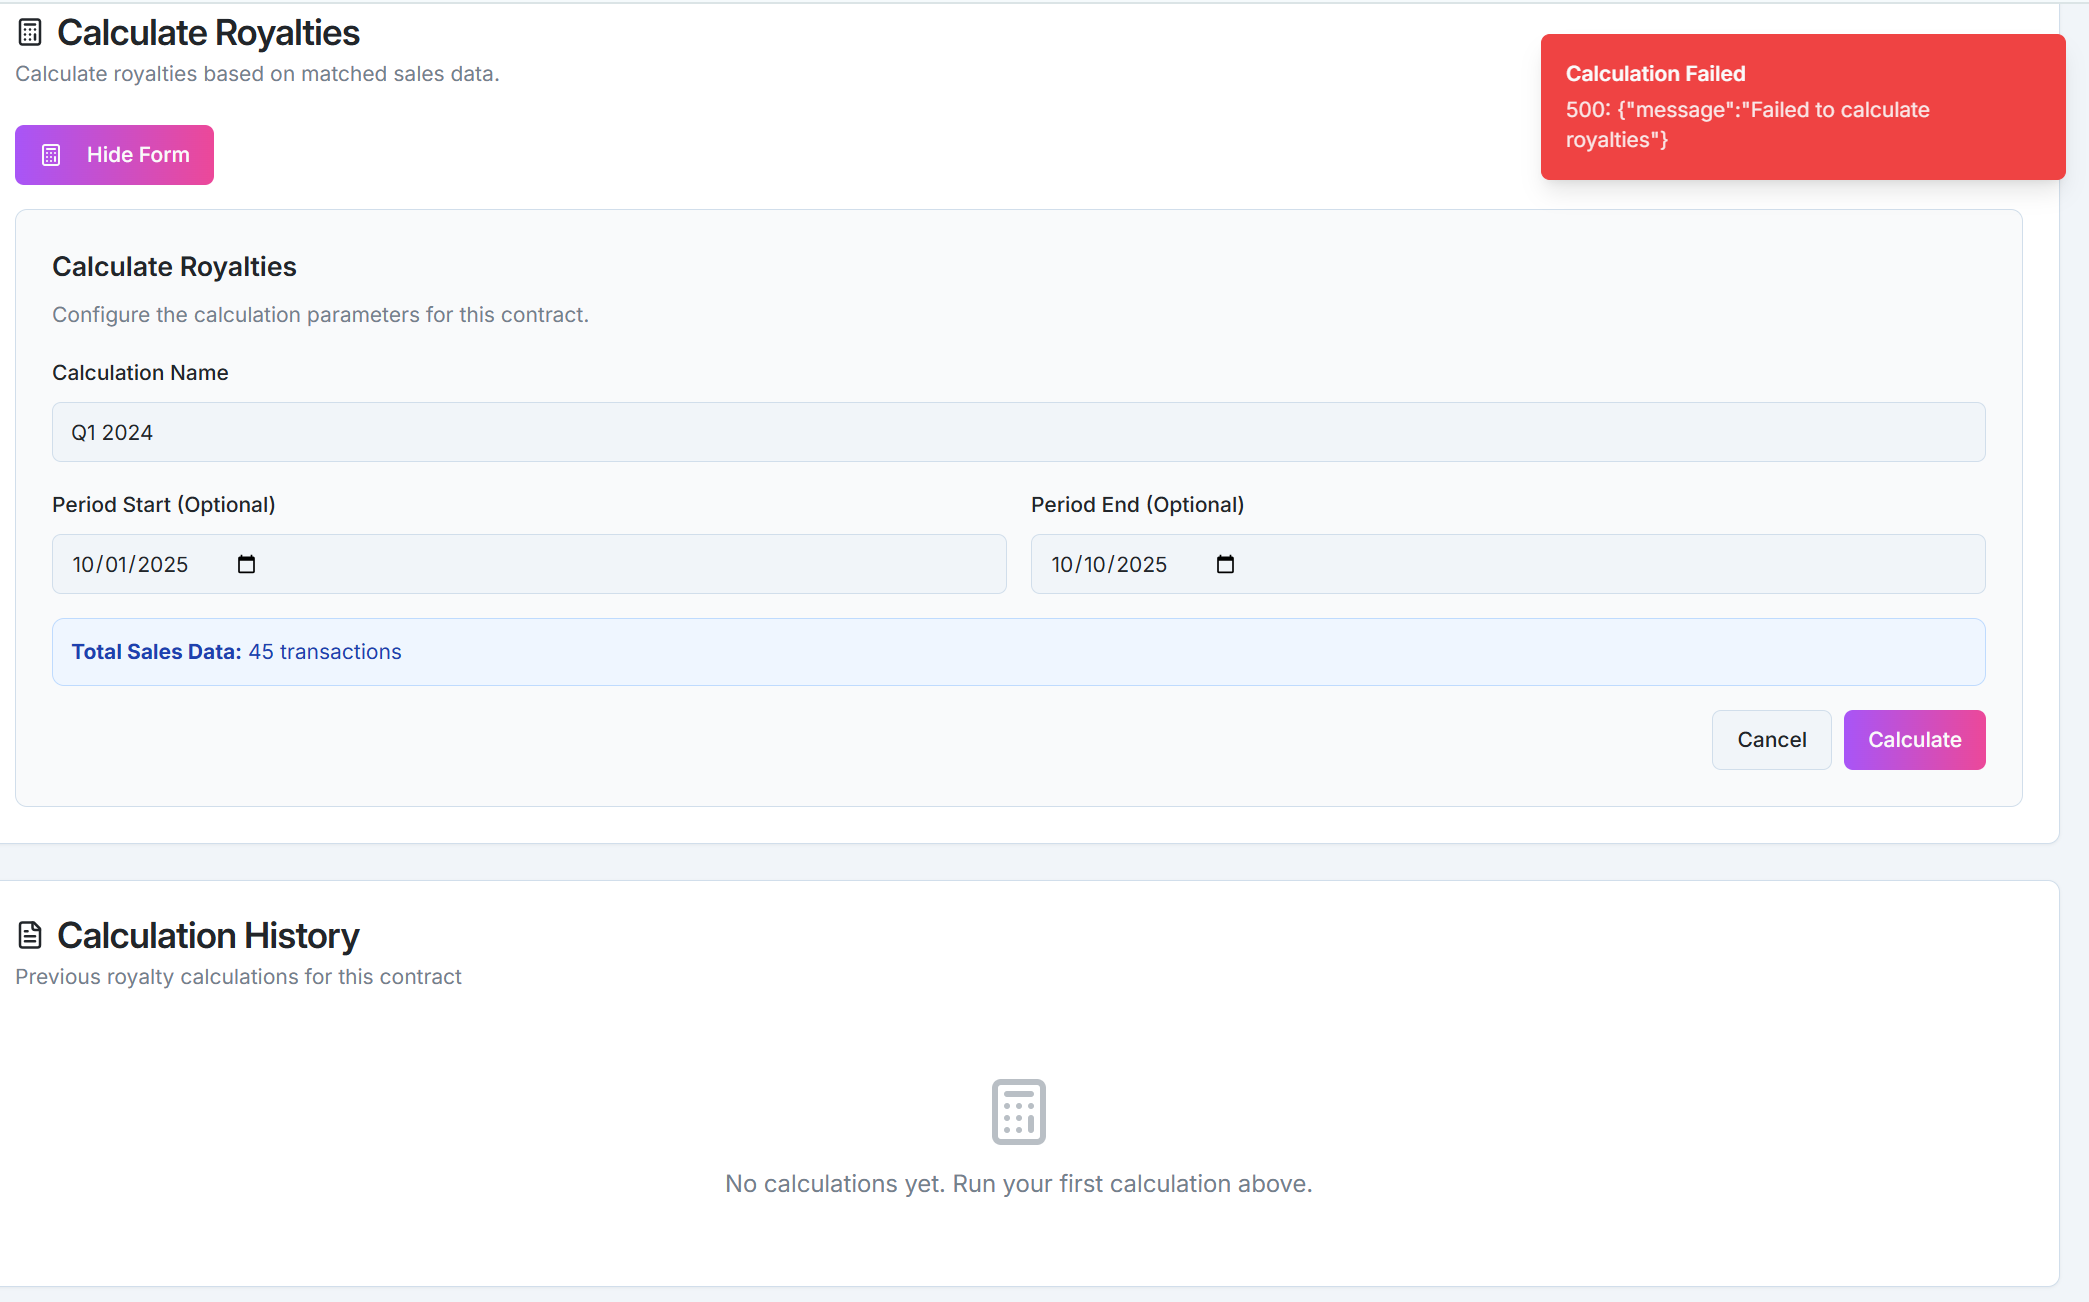 Calculate Royalties
Calculate royalties based on matched sales data.
Calculation Failed
500: {"message":"Failed to calculate
royalties"}
Hide Form
Calculate Royalties
Configure the calculation parameters for this contract.
Calculation Name
Q1 2024
Period Start (Optional)
Period End (Optional)
10/01/2025
10/10/2025
Total Sales Data: 45 transactions
Cancel
Calculate
Calculation History
Previous royalty calculations for this contract
No calculations yet. Run your first calculation above.